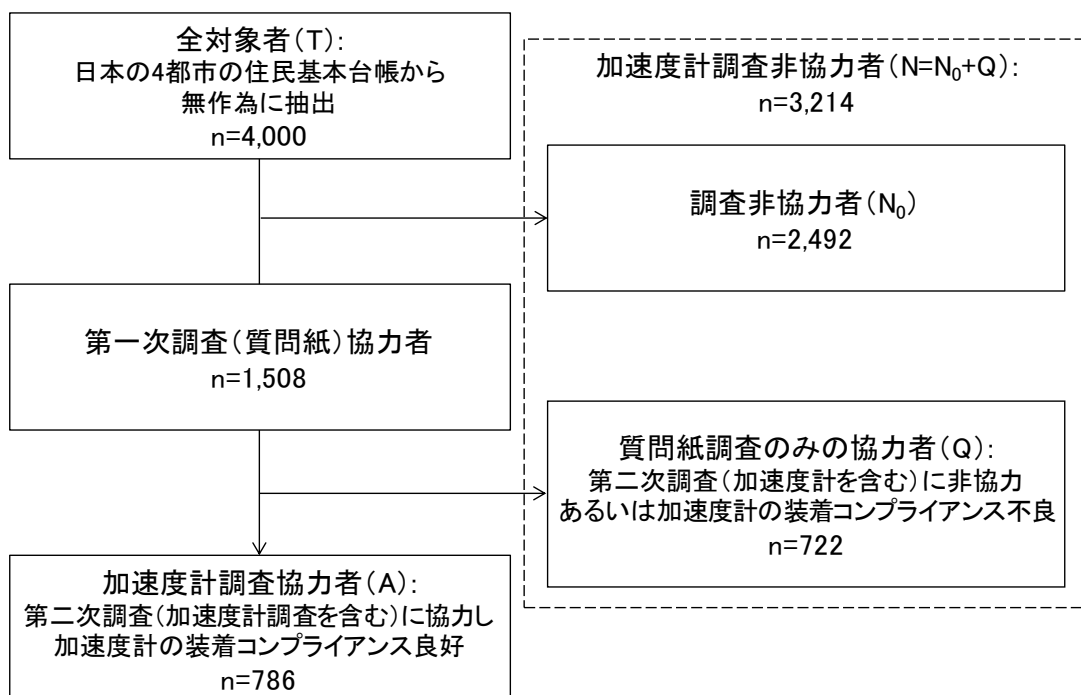 全対象者(T):
日本の4都市の住民基本台帳から
無作為に抽出
n=4,000
加速度計調査非協力者(N=N₀+Q):
n=3,214
調査非協力者(N₀)
n=2,492
第一次調査(質問紙)協力者
n=1,508
質問紙調査のみの協力者(Q):
第二次調査(加速度計を含む)に非協力
あるいは加速度計の装着コンプライアンス不良
n=722
加速度計調査協力者(A):
第二次調査(加速度計調査を含む)に協力し
加速度計の装着コンプライアンス良好
n=786